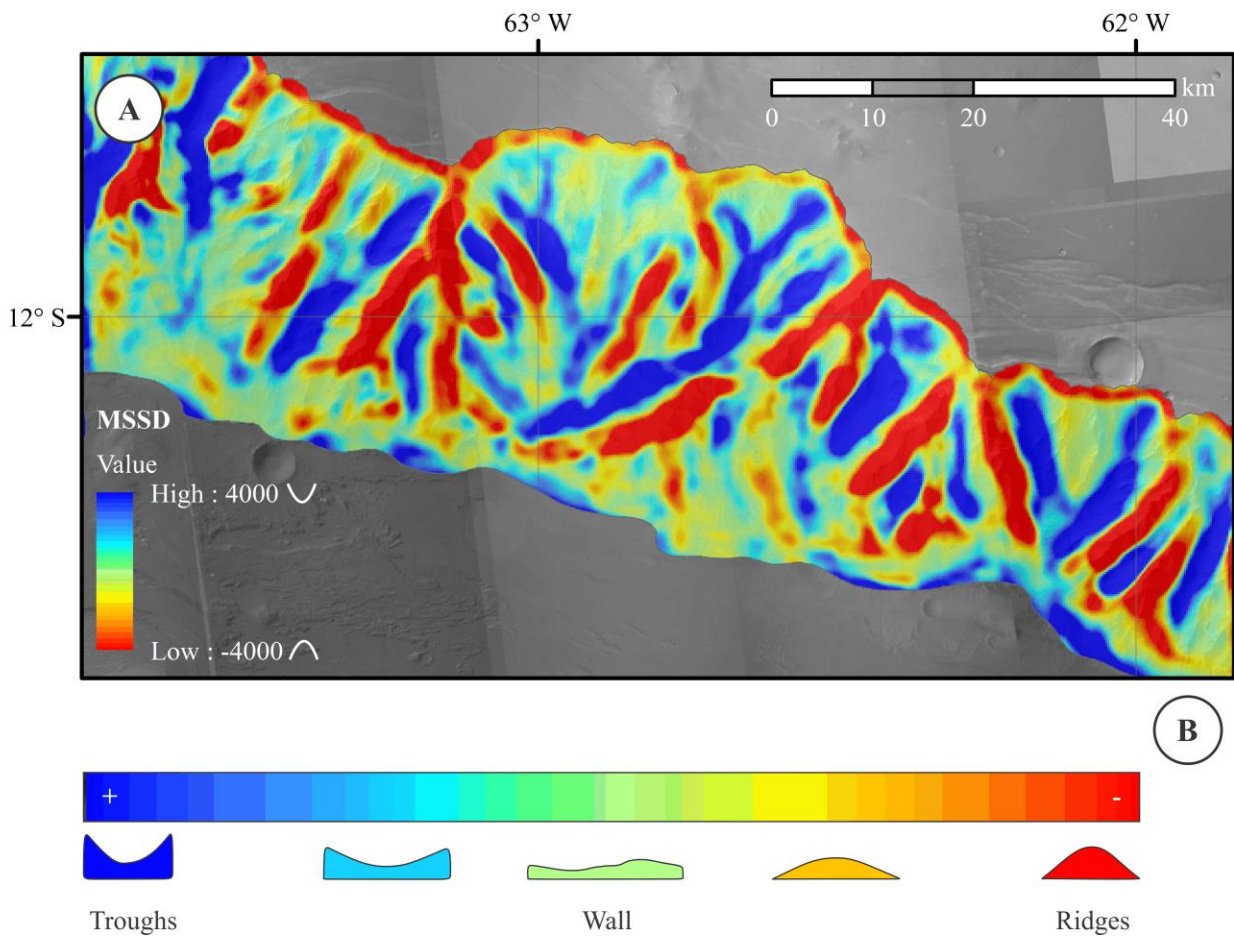 63° W
62° W
A
km
0
10
20
40
12° S
MSSD
Value
High : 4000
Low : -4000
B
+
-
Troughs
Wall
Ridges